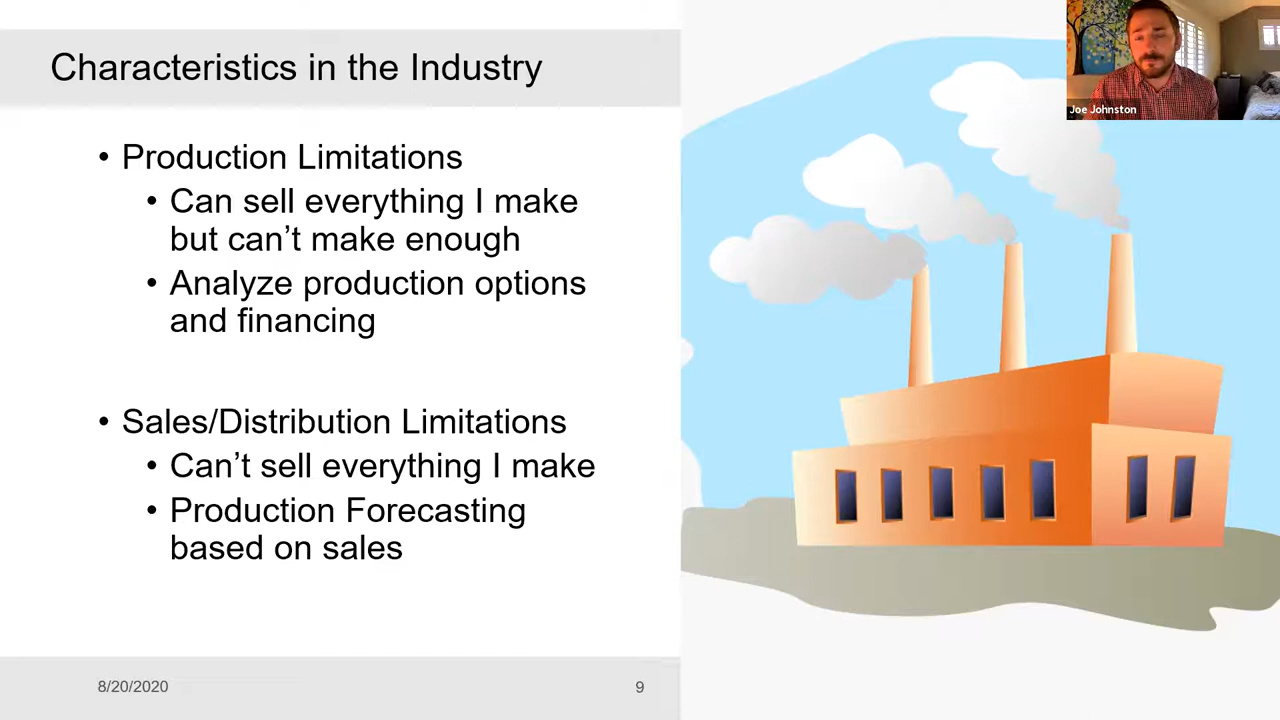 Characteristics in the Industry
Joe Johnston
• Production Limitations
• Can sell everything I make
but can’t make enough
• Analyze production options
and financing
• Sales/Distribution Limitations
• Can’t sell everything I make
• Production Forecasting
based on sales
8/20/2020
9